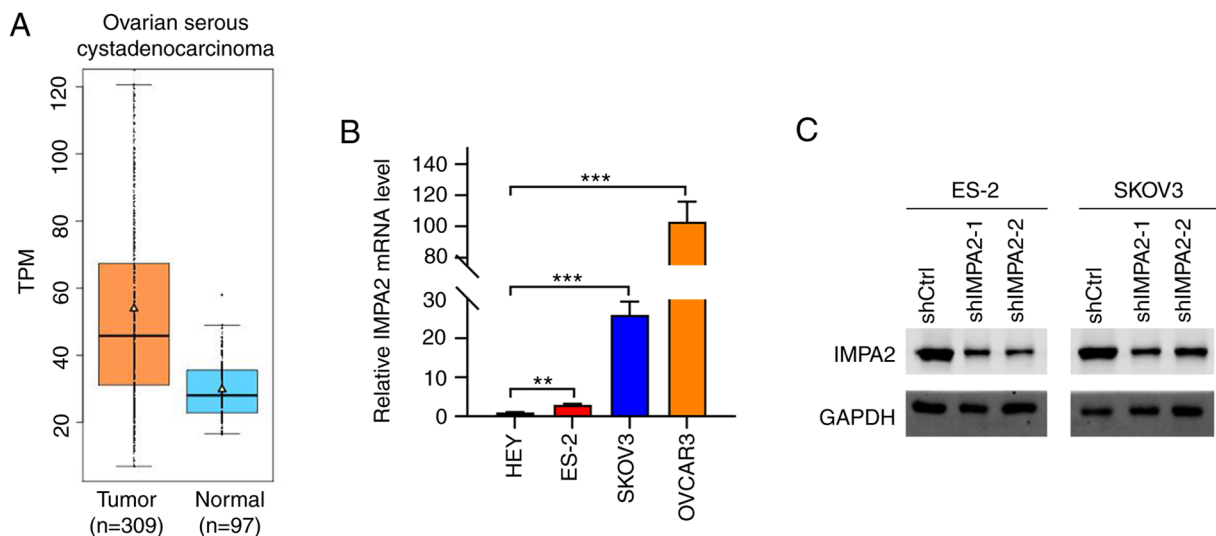 A
Ovarian serous
cystadenocarcinoma
TPM
120
100
80
60
40
20
Tumor
(n=309)
Normal
(n=97)
B
Relative IMPA2 mRNA level
140
120
100
80
30
20
10
0
***
***
**
HEY
ES-2
SKOV3
OVCAR3
C
ES-2
SKOV3
shCtrl
shIMPA2-1
shIMPA2-2
shCtrl
shIMPA2-1
shIMPA2-2
IMPA2
GAPDH